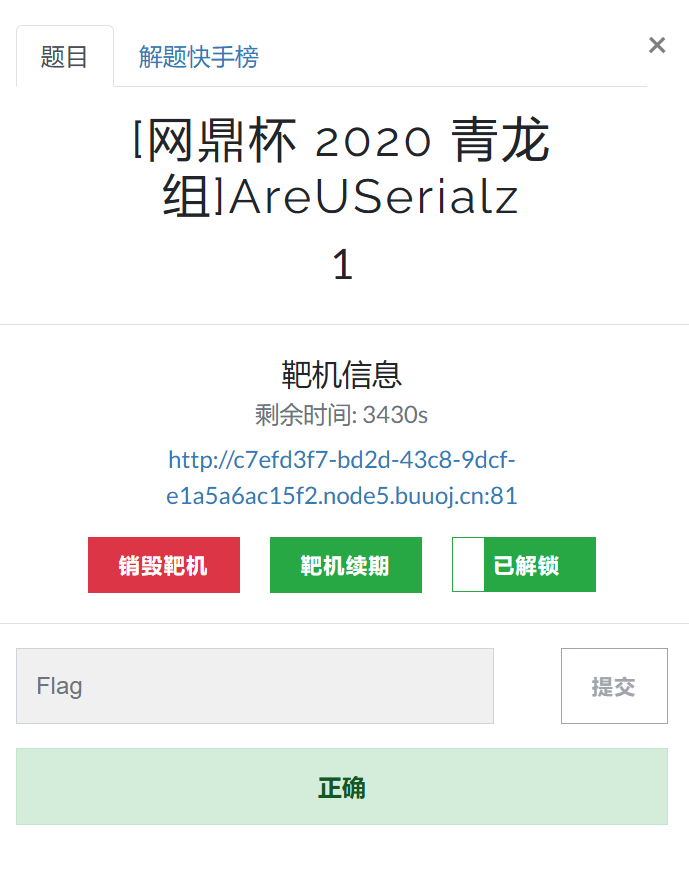 题目 解题快手榜 ×
[网鼎杯 2020 青龙
组]AreUSerialz
1
靶机信息
剩余时间: 3430s
http://c7efd3f7-bd2d-43c8-9dcf-
e1a5a6ac15f2.node5.buuoj.cn:81
销毁靶机 靶机续期 已解锁
Flag 提交
正确